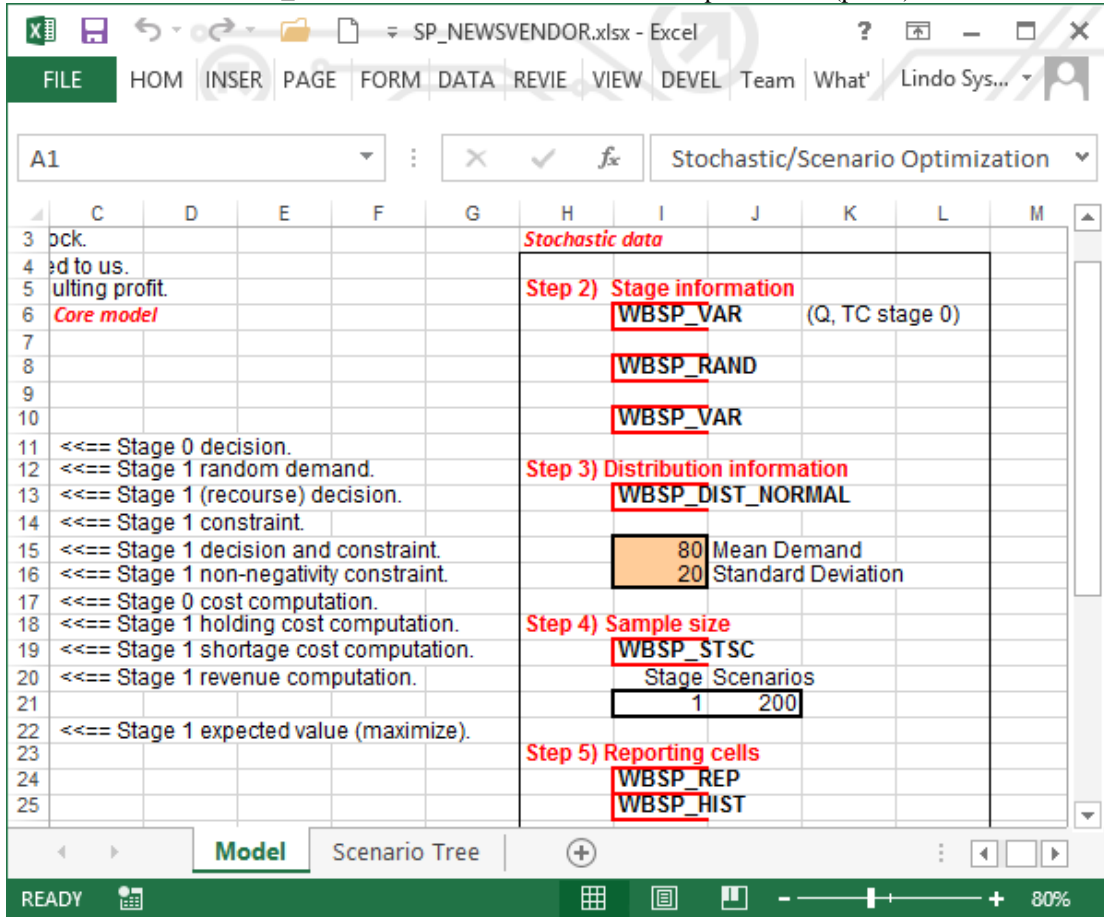 SP_NEWSVENDOR.xlsx - Excel ?
FILE HOM INSER PAGE FORM DATA REVIE VIEW DEVEL Team What' Lindo Sys...
A1 fx Stochastic/Scenario Optimization
C D E F G H I J K L M
3 ock. Stochastic data
4 ed to us.
5 ulting profit. Step 2) Stage information
6 Core model WBSP_VAR (Q, TC stage 0)
7
8 WBSP_RAND
9
10 WBSP_VAR
11 <<== Stage 0 decision.
12 <<== Stage 1 random demand. Step 3) Distribution information
13 <<== Stage 1 (recourse) decision. WBSP_DIST_NORMAL
14 <<== Stage 1 constraint.
15 <<== Stage 1 decision and constraint. 80 Mean Demand
16 <<== Stage 1 non-negativity constraint. 20 Standard Deviation
17 <<== Stage 0 cost computation.
18 <<== Stage 1 holding cost computation. Step 4) Sample size
19 <<== Stage 1 shortage cost computation. WBSP_STSC
20 <<== Stage 1 revenue computation. Stage Scenarios
21 1 200
22 <<== Stage 1 expected value (maximize).
23 Step 5) Reporting cells
24 WBSP_REP
25 WBSP_HIST
Model Scenario Tree
READY 80%